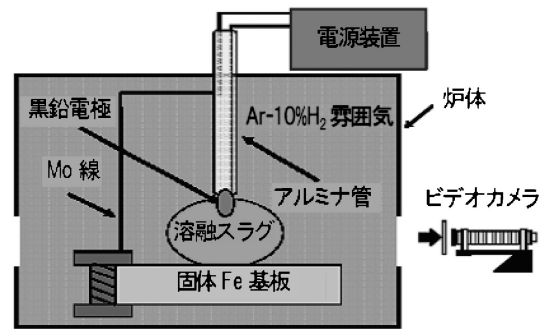 電源装置
黒鉛電極
Ar-10%H₂ 雰囲気
炉体
Mo 線
アルミナ管
ビデオカメラ
溶融スラグ
固体 Fe 基板